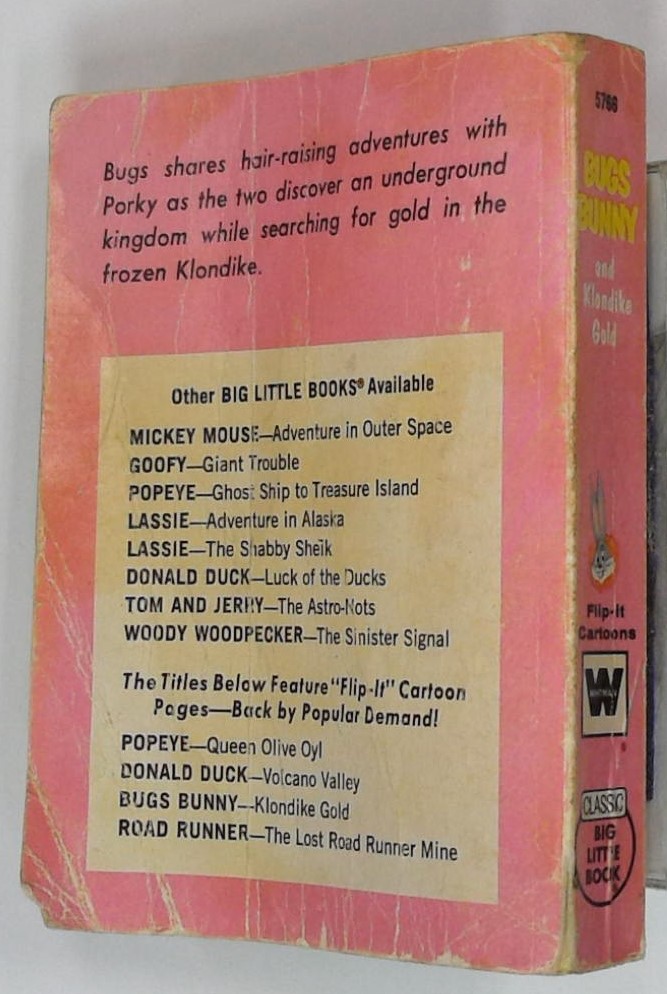 Bugs shares hair-raising adventures with
Porky as the two discover an underground
kingdom while searching for gold in the
frozen Klondike.
Other BIG LITTLE BOOKS® Available
MICKEY MOUSE—Adventure in Outer Space
GOOFY—Giant Trouble
POPEYE—Ghost Ship to Treasure Island
LASSIE—Adventure in Alaska
LASSIE—The Shabby Sheik
DONALD DUCK—Luck of the Ducks
TOM AND JERRY—The Astro-Nots
WOODY WOODPECKER—The Sinister Signal
The Titles Below Feature "Flip-It" Cartoon
Pages—Back by Popular Demand!
POPEYE—Queen Olive Oyl
DONALD DUCK—Volcano Valley
BUGS BUNNY—Klondike Gold
ROAD RUNNER—The Lost Road Runner Mine
5766
BUGS
BUNNY
and
Klondike
Gold
Flip-It
Cartoons
W
WHITMAN
CLASSIC
BIG
LITTLE
BOOK